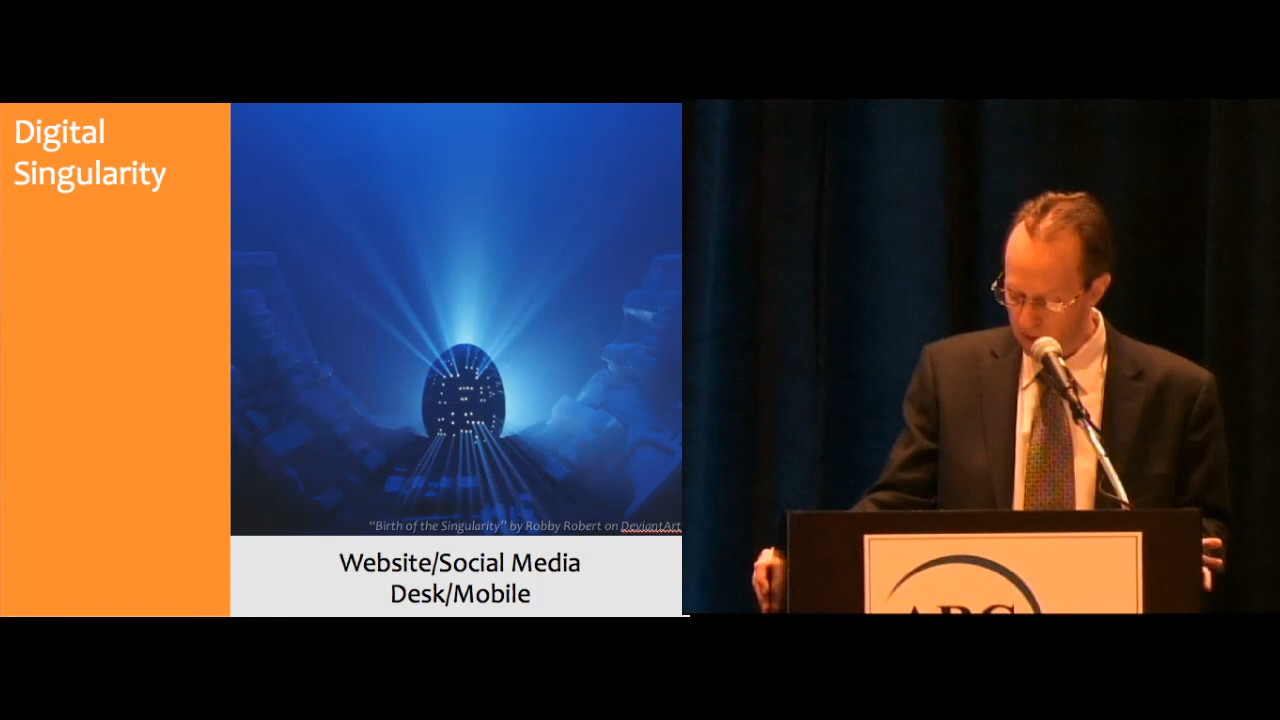 Digital
Singularity
“Birth of the Singularity” by Robby Robert on DeviantArt
Website/Social Media
Desk/Mobile